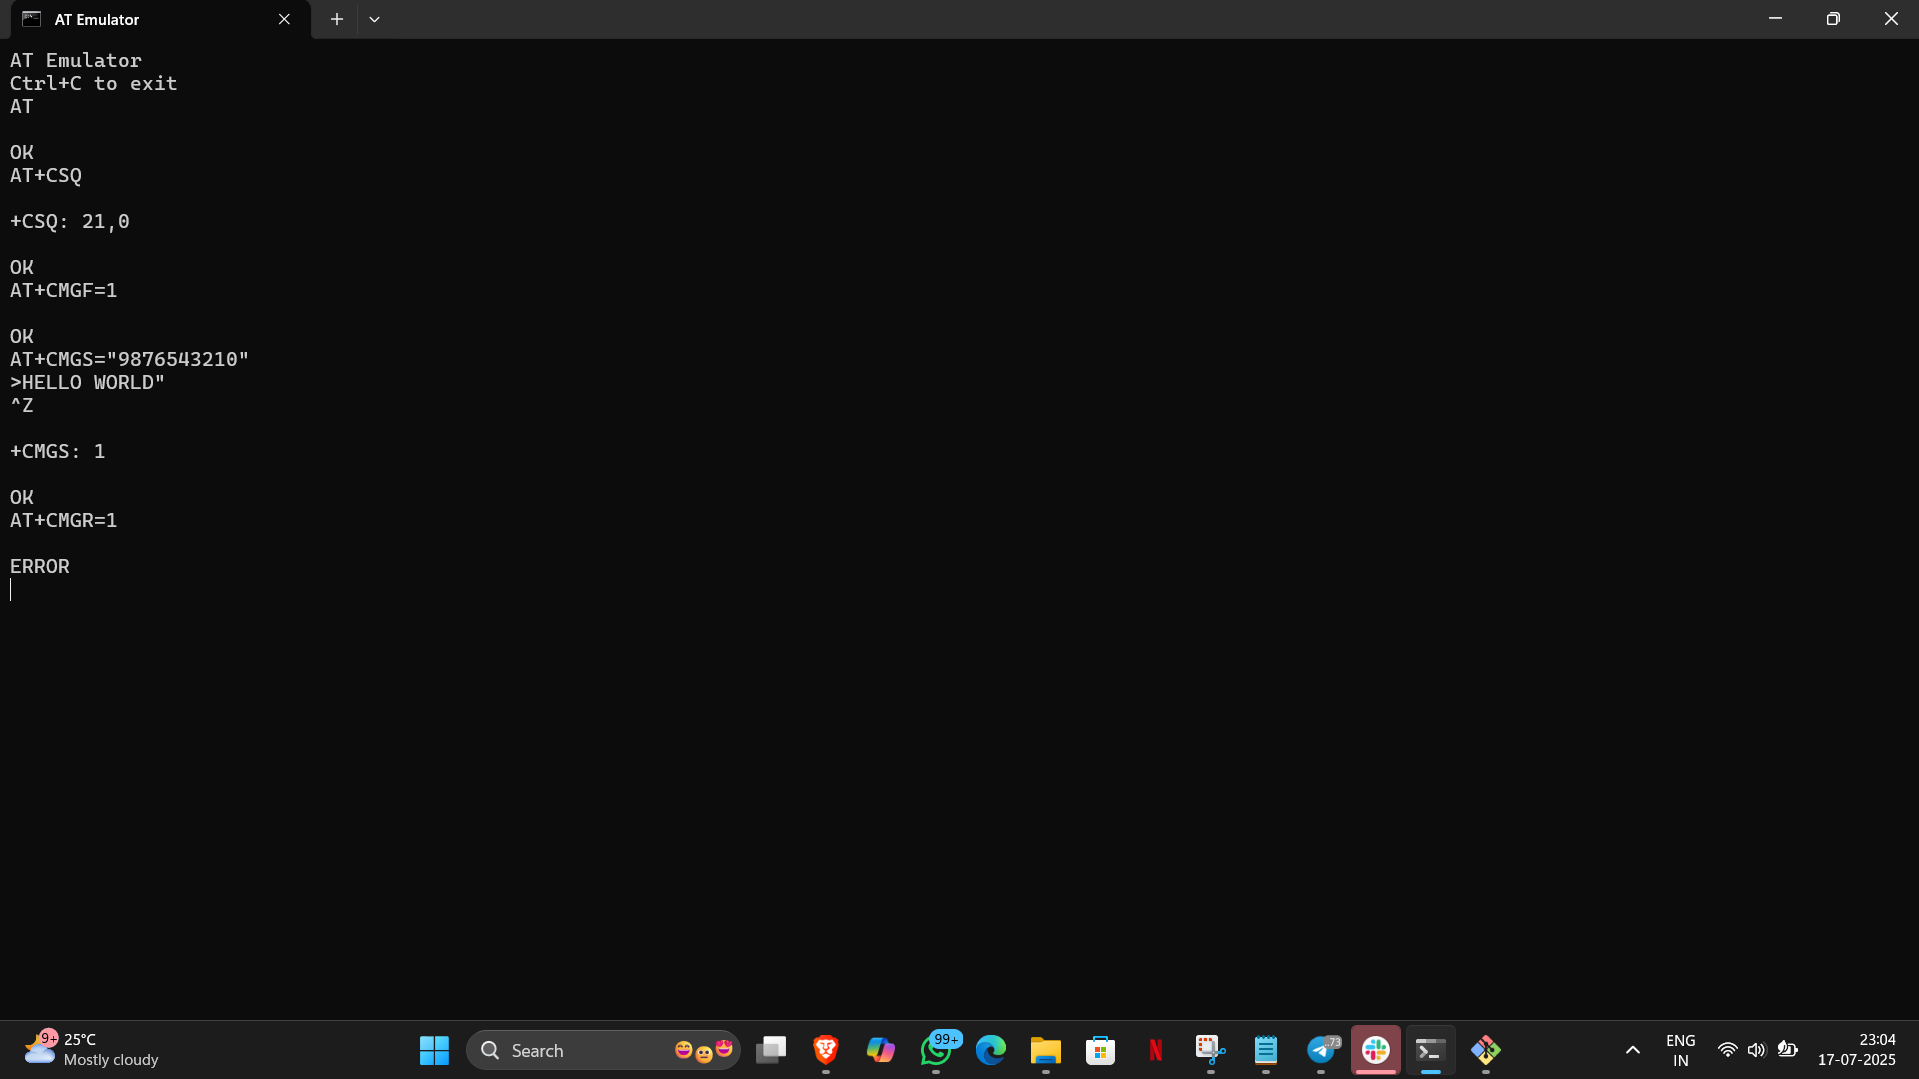 AT Emulator
AT Emulator
Ctrl+C to exit
AT
OK
AT+CSQ
+CSQ: 21,0
OK
AT+CMGF=1
OK
AT+CMGS="9876543210"
>HELLO WORLD"
^Z
+CMGS: 1
OK
AT+CMGR=1
ERROR
9+
25°C
Mostly cloudy
Search
99+
..73
ENG
IN
23:04
17-07-2025